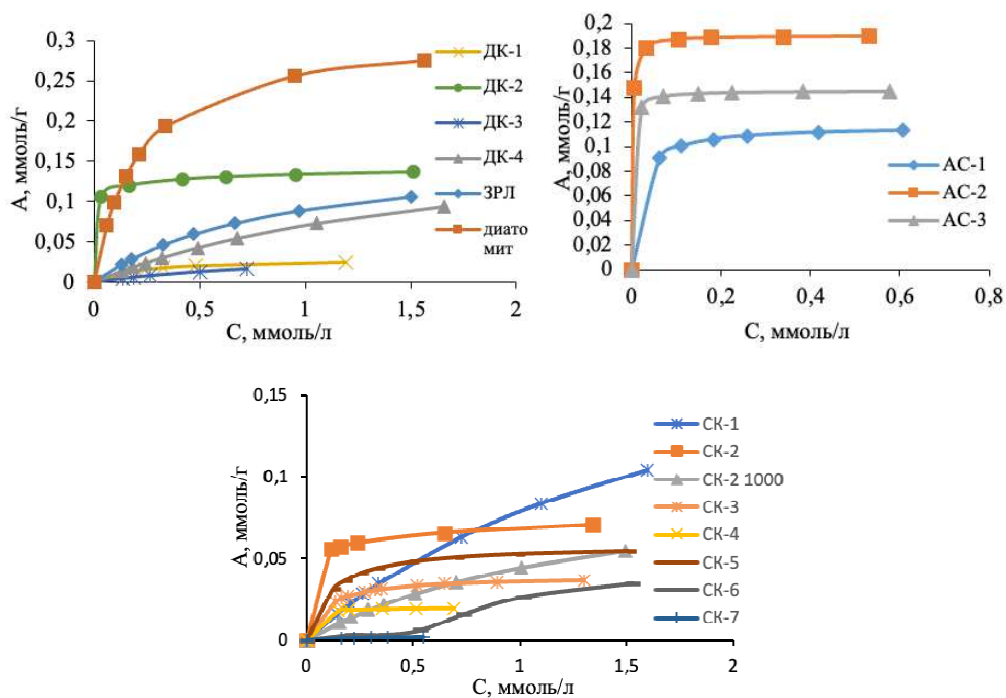 А, ммоль/г
0,3
0,25
0,2
0,15
0,1
0,05
0
0
0,5
1
1,5
2
С, ммоль/л
ДК-1
ДК-2
ДК-3
ДК-4
ЗРЛ
диато
мит
А, ммоль/г
0,2
0,18
0,16
0,14
0,12
0,1
0,08
0,06
0,04
0,02
0,00
0
0,2
0,4
0,6
0,8
С, ммоль/л
АС-1
АС-2
АС-3
А, ммоль/г
0,15
0,1
0,05
0
0
0,5
1
1,5
2
С, ммоль/л
СК-1
СК-2
СК-2 1000
СК-3
СК-4
СК-5
СК-6
СК-7